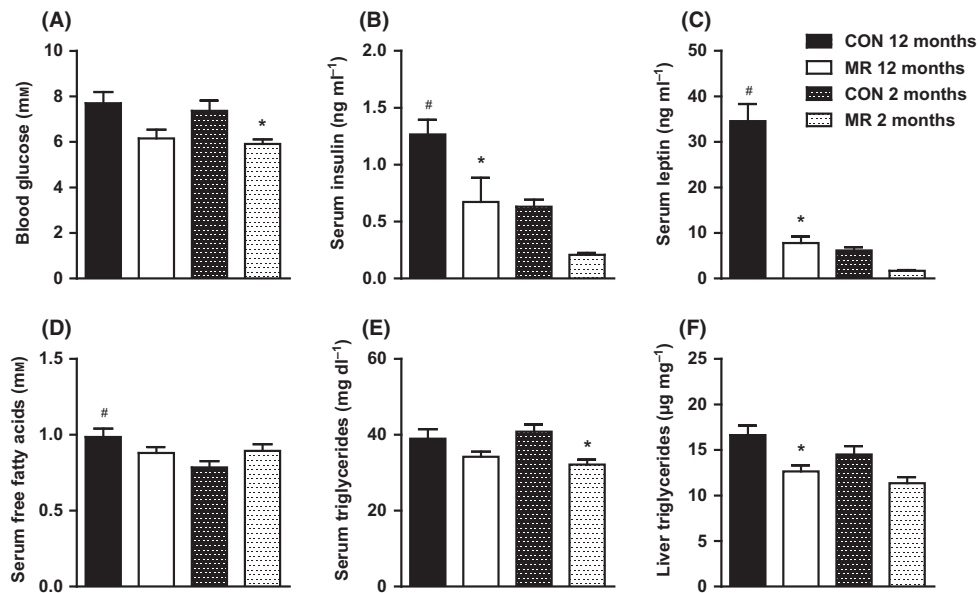 (A)
Blood glucose (mM)
10
8
6
4
2
0
*
(B)
Serum insulin (ng ml⁻¹)
2.0
1.5
1.0
0.5
0.0
#
*
(C)
Serum leptin (ng ml⁻¹)
50
40
30
20
10
0
#
*
CON 12 months
MR 12 months
CON 2 months
MR 2 months
(D)
Serum free fatty acids (mM)
1.5
1.0
0.5
0.0
#
(E)
Serum triglycerides (mg dl⁻¹)
60
40
20
0
*
(F)
Liver triglycerides (µg mg⁻¹)
25
20
15
10
5
0
*